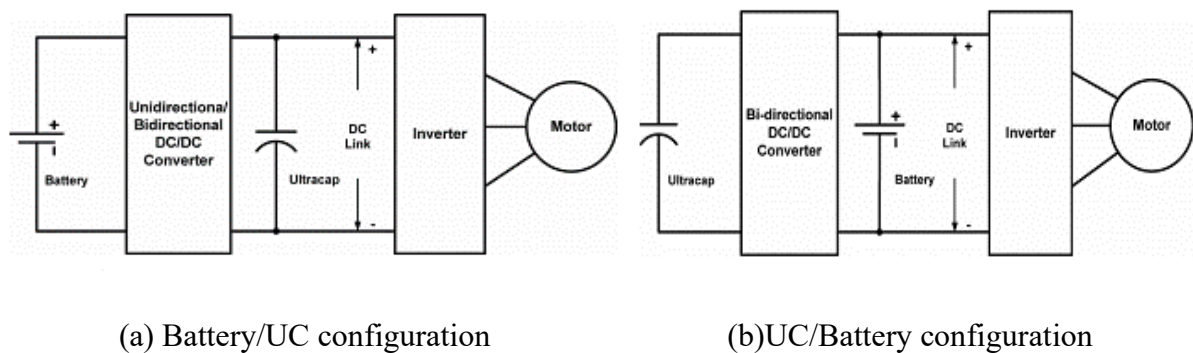 Unidirectiona/
Bidirectional
DC/DC
Converter
+
Battery
Ultracap
+
DC
Link
-
Inverter
Motor
Ultracap
Bi-directional
DC/DC
Converter
+
Battery
+
DC
Link
-
Inverter
Motor
(a) Battery/UC configuration
(b)UC/Battery configuration